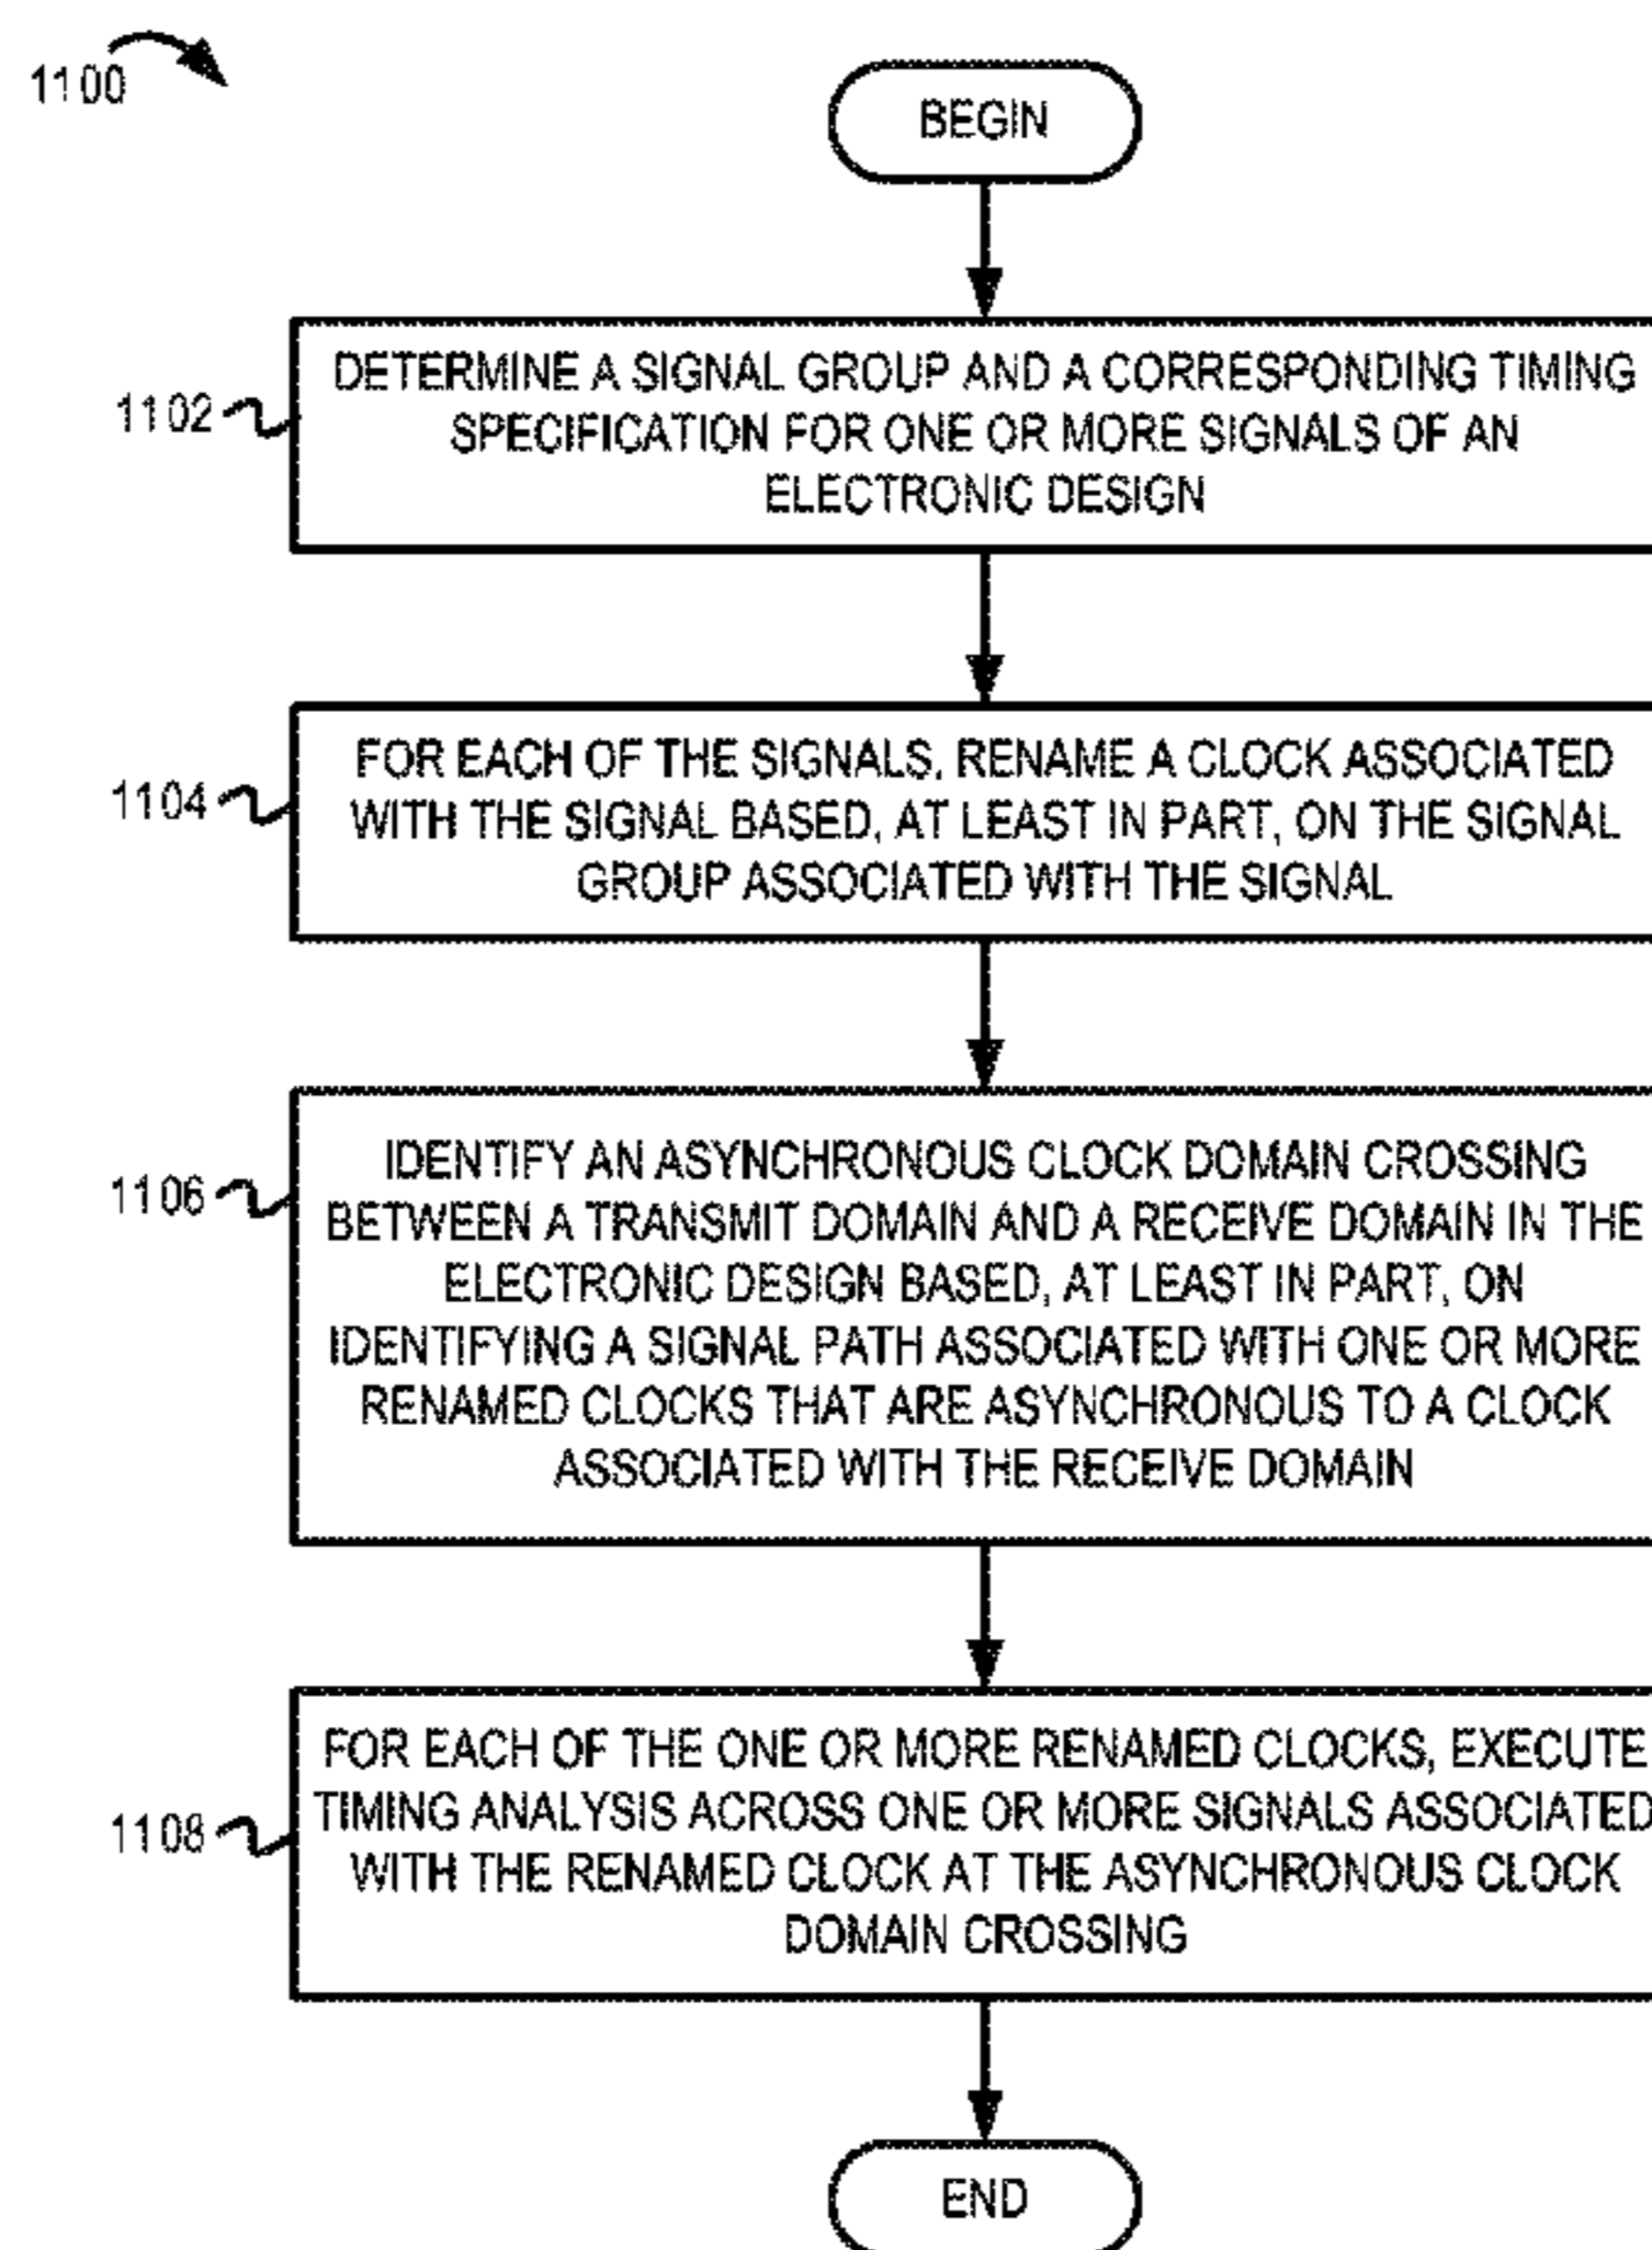 1100
BEGIN
1102
DETERMINE A SIGNAL GROUP AND A CORRESPONDING TIMING
SPECIFICATION FOR ONE OR MORE SIGNALS OF AN
ELECTRONIC DESIGN
1104
FOR EACH OF THE SIGNALS, RENAME A CLOCK ASSOCIATED
WITH THE SIGNAL BASED, AT LEAST IN PART, ON THE SIGNAL
GROUP ASSOCIATED WITH THE SIGNAL
1106
IDENTIFY AN ASYNCHRONOUS CLOCK DOMAIN CROSSING
BETWEEN A TRANSMIT DOMAIN AND A RECEIVE DOMAIN IN THE
ELECTRONIC DESIGN BASED, AT LEAST IN PART, ON
IDENTIFYING A SIGNAL PATH ASSOCIATED WITH ONE OR MORE
RENAMED CLOCKS THAT ARE ASYNCHRONOUS TO A CLOCK
ASSOCIATED WITH THE RECEIVE DOMAIN
1108
FOR EACH OF THE ONE OR MORE RENAMED CLOCKS, EXECUTE
TIMING ANALYSIS ACROSS ONE OR MORE SIGNALS ASSOCIATED
WITH THE RENAMED CLOCK AT THE ASYNCHRONOUS CLOCK
DOMAIN CROSSING
END